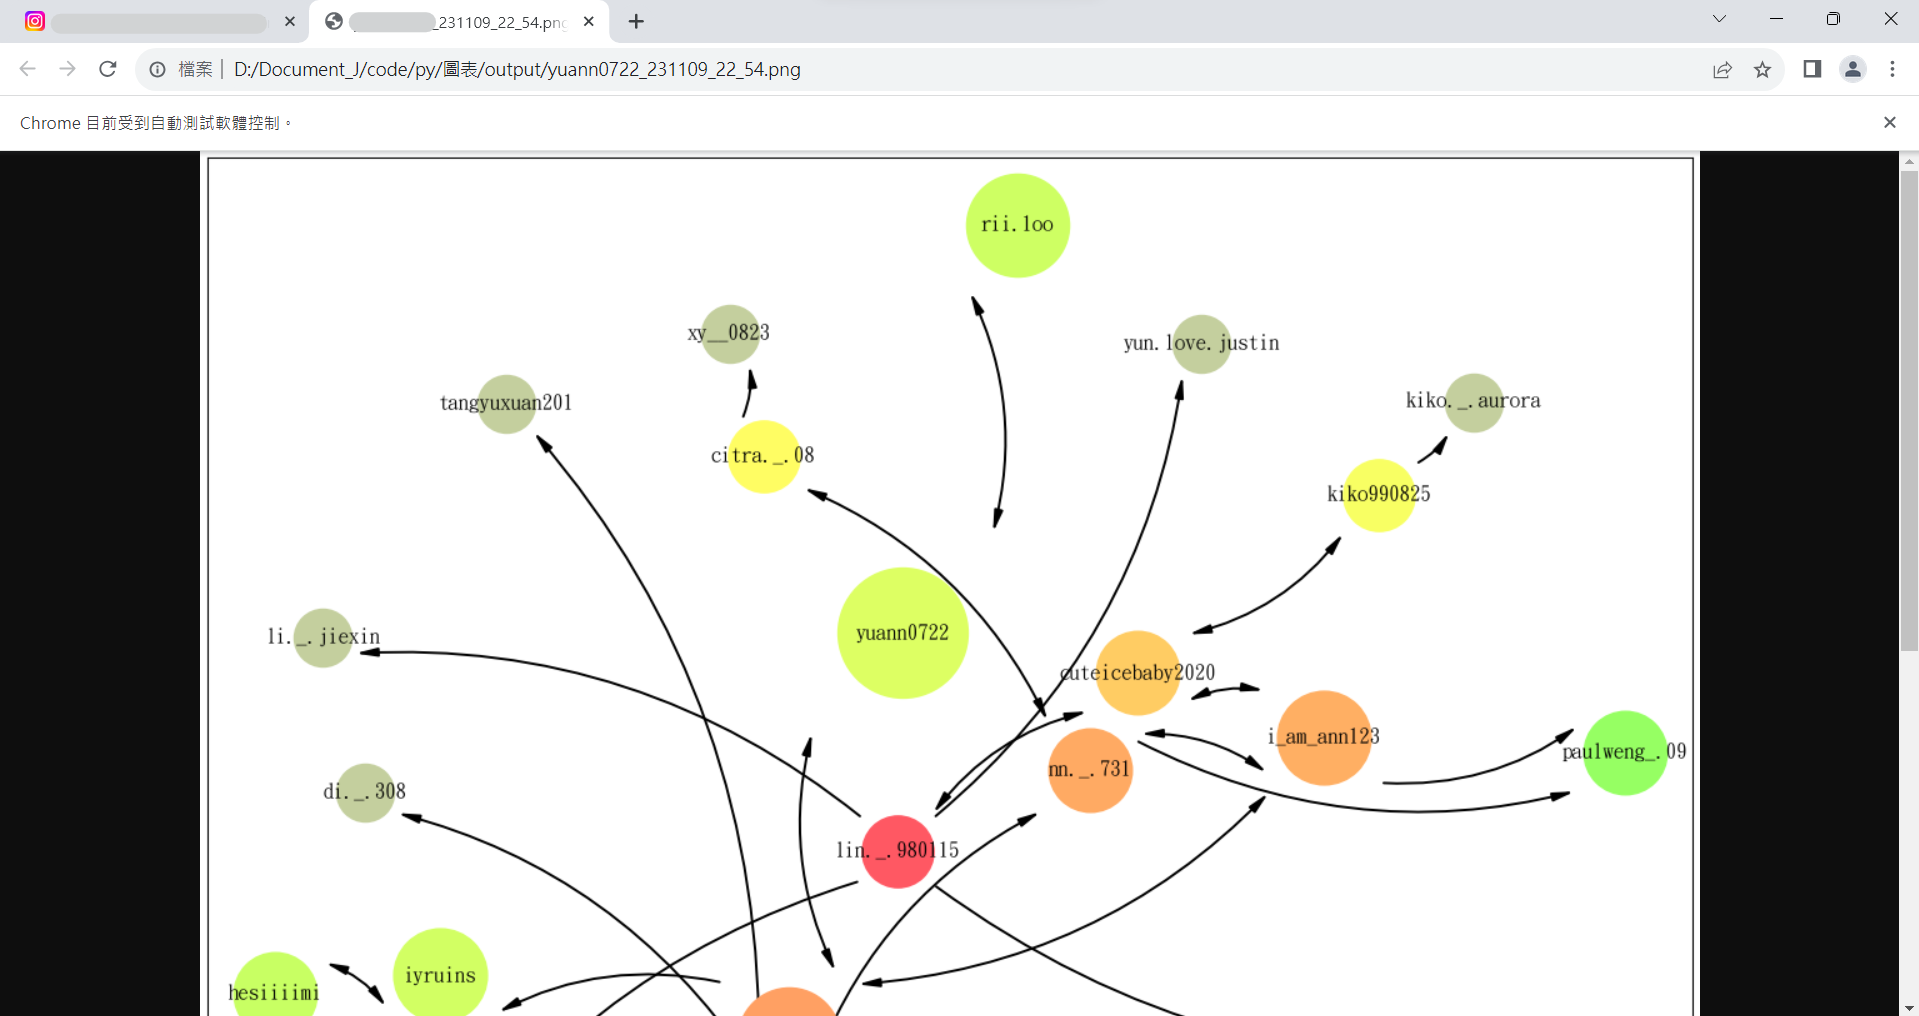 _231109_22_54.png
檔案 D:/Document_J/code/py/圖表/output/yuann0722_231109_22_54.png
Chrome 目前受到自動測試軟體控制。
rii.loo
xy__0823
yun.love.justin
tangyuxuan201
kiko._.aurora
citra._.08
kiko990825
li._.jiexin
yuann0722
cuteicebaby2020
i_am_ann123
paulweng_.09
nn._.731
di._.308
lin._.980115
iyruins
hesiiiimi